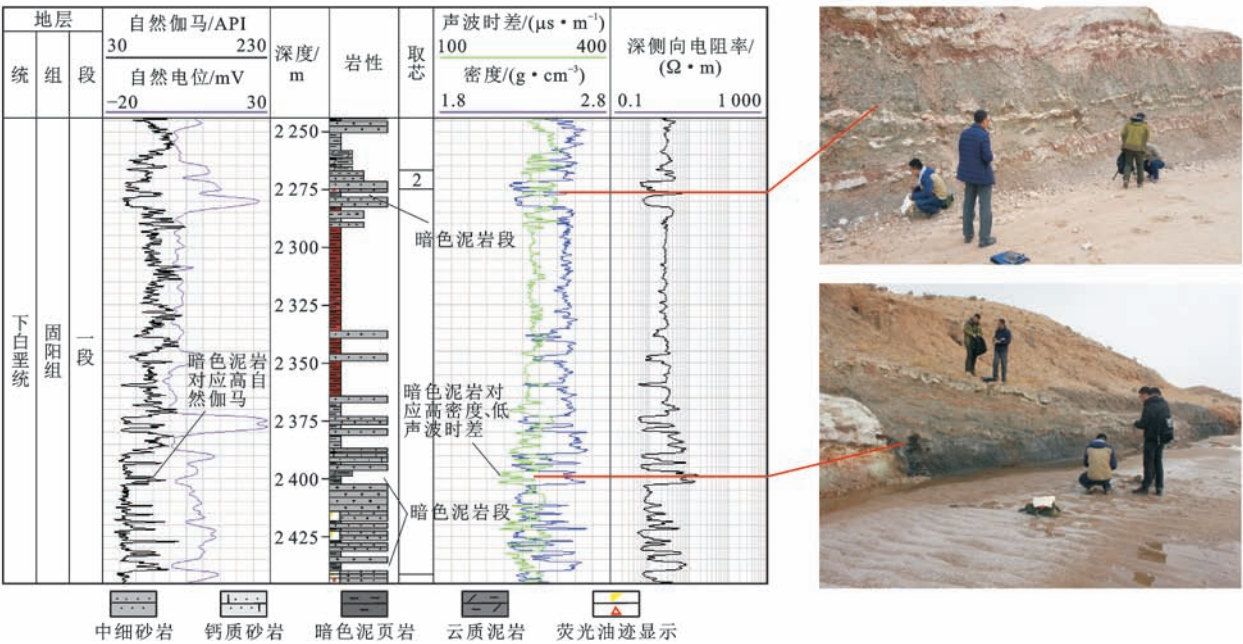 地层
统
组
段
自然伽马/API
30 230
自然电位/mV
−20 30
深度/
m
岩性
取
芯
声波时差/(μs·m⁻¹)
100 400
密度/(g·cm⁻³)
1.8 2.8
深侧向电阻率/
(Ω·m)
0.1 1 000
下白垩统
固阳组
一段
2 250
2 275
2 300
2 325
2 350
2 375
2 400
2 425
2
暗色泥岩段
暗色泥岩
对应高自
然伽马
暗色泥岩对
应高密度、低
声波时差
暗色泥岩段
中细砂岩
钙质砂岩
暗色泥页岩
云质泥岩
荧光油迹显示